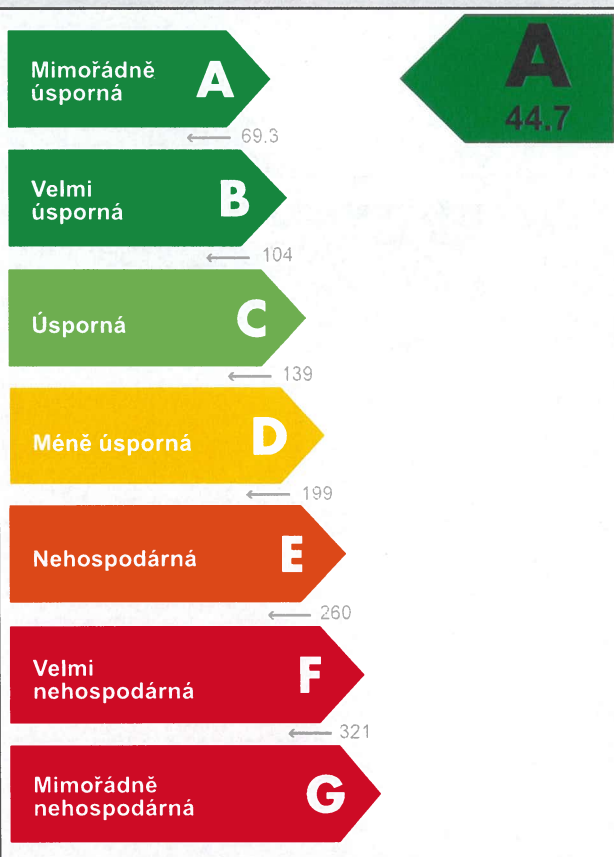 Mimořádně
úsporná
A
A
44.7
← 69.3
Velmi
úsporná
B
← 104
Úsporná
C
← 139
Méně úsporná
D
← 199
Nehospodárná
E
← 260
Velmi
nehospodárná
F
← 321
Mimořádně
nehospodárná
G